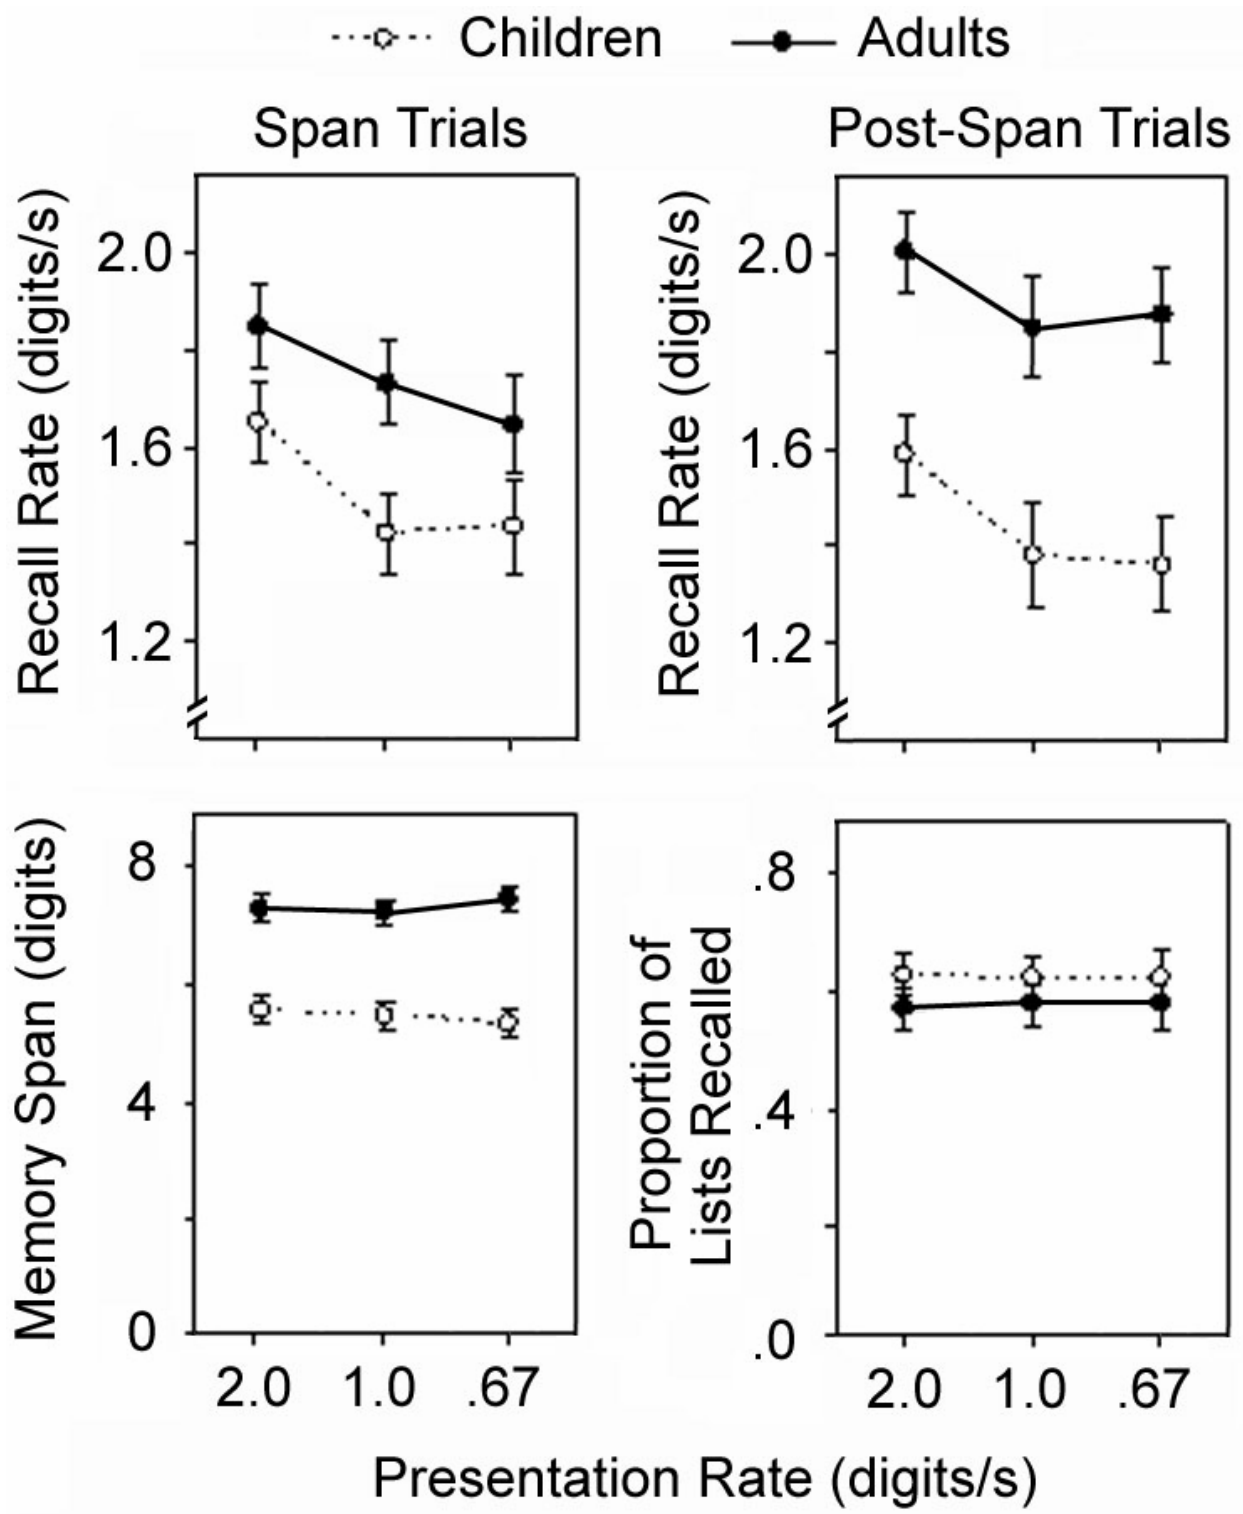 Children Adults
Span Trials
Recall Rate (digits/s)
2.0
1.6
1.2
Post-Span Trials
Recall Rate (digits/s)
2.0
1.6
1.2
Memory Span (digits)
8
4
0
2.0 1.0 .67
Proportion of
Lists Recalled
.8
.4
.0
2.0 1.0 .67
Presentation Rate (digits/s)